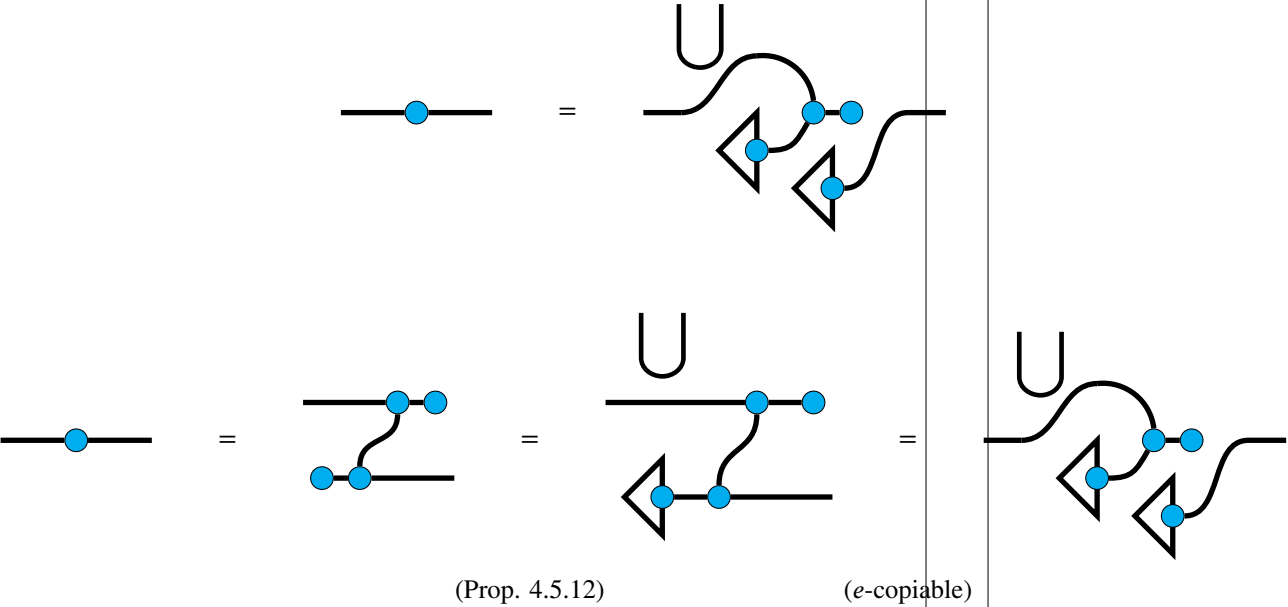 =
= = =
(Prop. 4.5.12) (e-copiable)